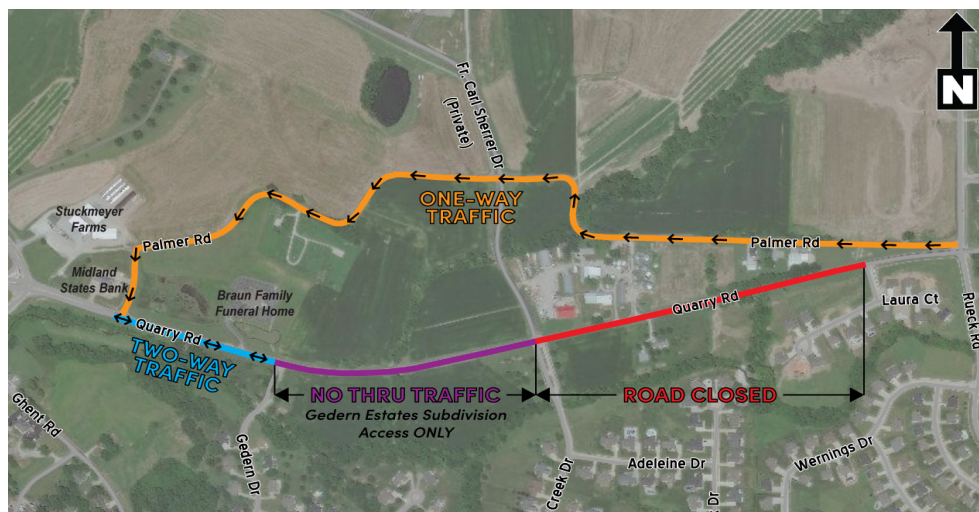 N
Fr. Carl Sherrer Dr
(Private)
ONE-WAY
TRAFFIC
Stuckmeyer
Farms
Palmer Rd
Palmer Rd
Midland
States Bank
Braun Family
Funeral Home
Quarry Rd
Quarry Rd
Laura Ct
Rueck Rd
TWO-WAY
TRAFFIC
NO THRU TRAFFIC
Gedern Estates Subdivision
Access ONLY
ROAD CLOSED
Ghent Rd
Gedern Dr
Creek Dr
Adeleine Dr
Wernings Dr
Dr